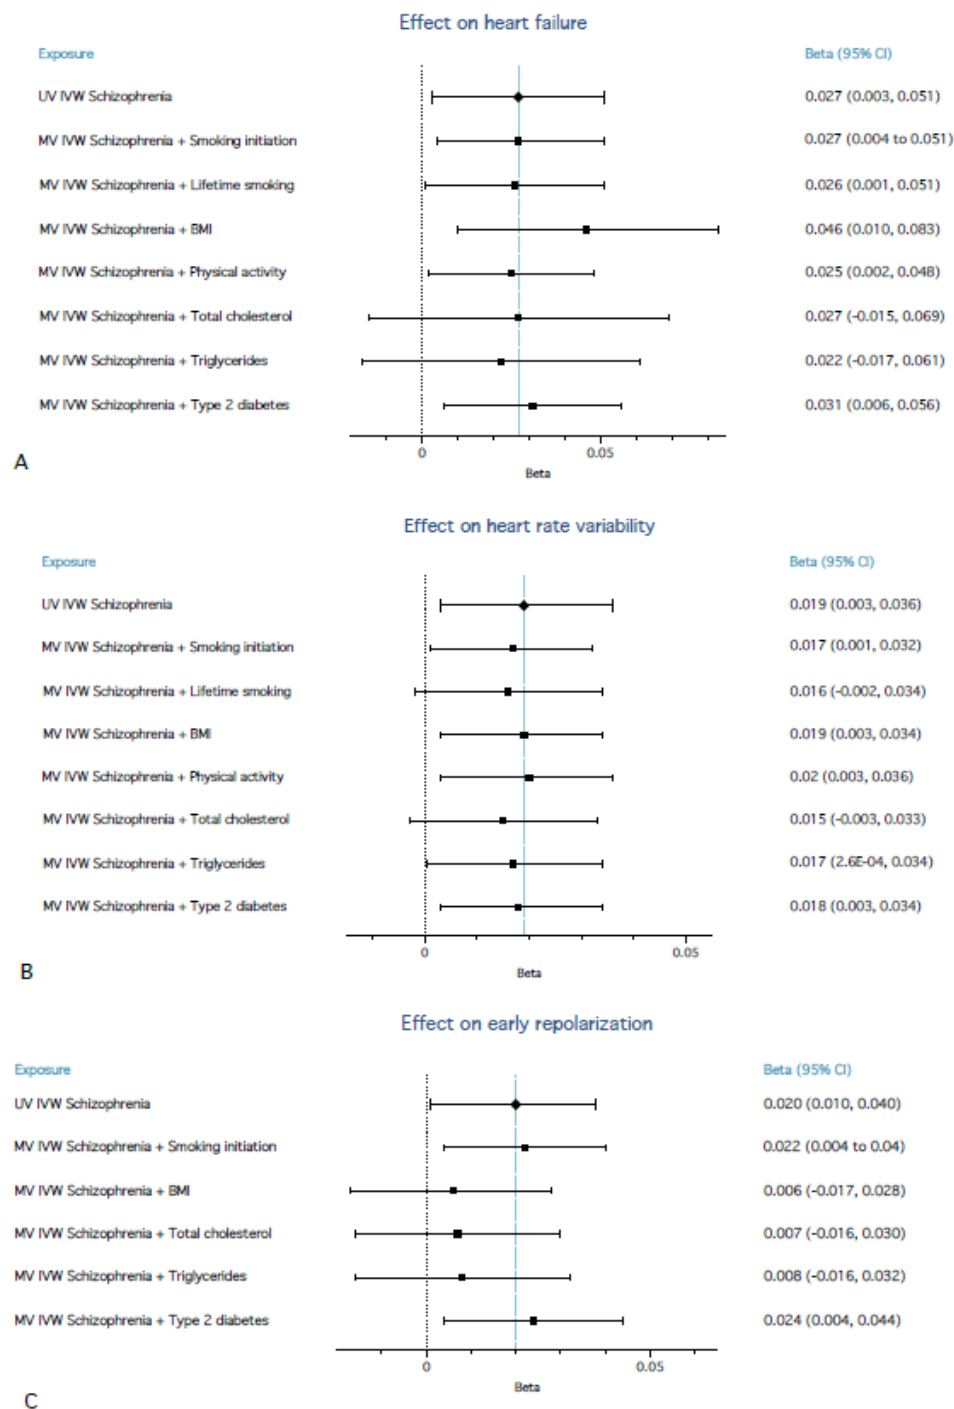 Effect on heart failure
Exposure Beta (95% CI)
UV IVW Schizophrenia 0.027 (0.003, 0.051)
MV IVW Schizophrenia + Smoking initiation 0.027 (0.004 to 0.051)
MV IVW Schizophrenia + Lifetime smoking 0.026 (0.001, 0.051)
MV IVW Schizophrenia + BMI 0.046 (0.010, 0.083)
MV IVW Schizophrenia + Physical activity 0.025 (0.002, 0.048)
MV IVW Schizophrenia + Total cholesterol 0.027 (-0.015, 0.069)
MV IVW Schizophrenia + Triglycerides 0.022 (-0.017, 0.061)
MV IVW Schizophrenia + Type 2 diabetes 0.031 (0.006, 0.056)
0 0.05
Beta
A
Effect on heart rate variability
Exposure Beta (95% CI)
UV IVW Schizophrenia 0.019 (0.003, 0.036)
MV IVW Schizophrenia + Smoking initiation 0.017 (0.001, 0.032)
MV IVW Schizophrenia + Lifetime smoking 0.016 (-0.002, 0.034)
MV IVW Schizophrenia + BMI 0.019 (0.003, 0.034)
MV IVW Schizophrenia + Physical activity 0.02 (0.003, 0.036)
MV IVW Schizophrenia + Total cholesterol 0.015 (-0.003, 0.033)
MV IVW Schizophrenia + Triglycerides 0.017 (2.6E-04, 0.034)
MV IVW Schizophrenia + Type 2 diabetes 0.018 (0.003, 0.034)
0 0.05
Beta
B
Effect on early repolarization
Exposure Beta (95% CI)
UV IVW Schizophrenia 0.020 (0.010, 0.040)
MV IVW Schizophrenia + Smoking initiation 0.022 (0.004 to 0.04)
MV IVW Schizophrenia + BMI 0.006 (-0.017, 0.028)
MV IVW Schizophrenia + Total cholesterol 0.007 (-0.016, 0.030)
MV IVW Schizophrenia + Triglycerides 0.008 (-0.016, 0.032)
MV IVW Schizophrenia + Type 2 diabetes 0.024 (0.004, 0.044)
0 0.05
Beta
C